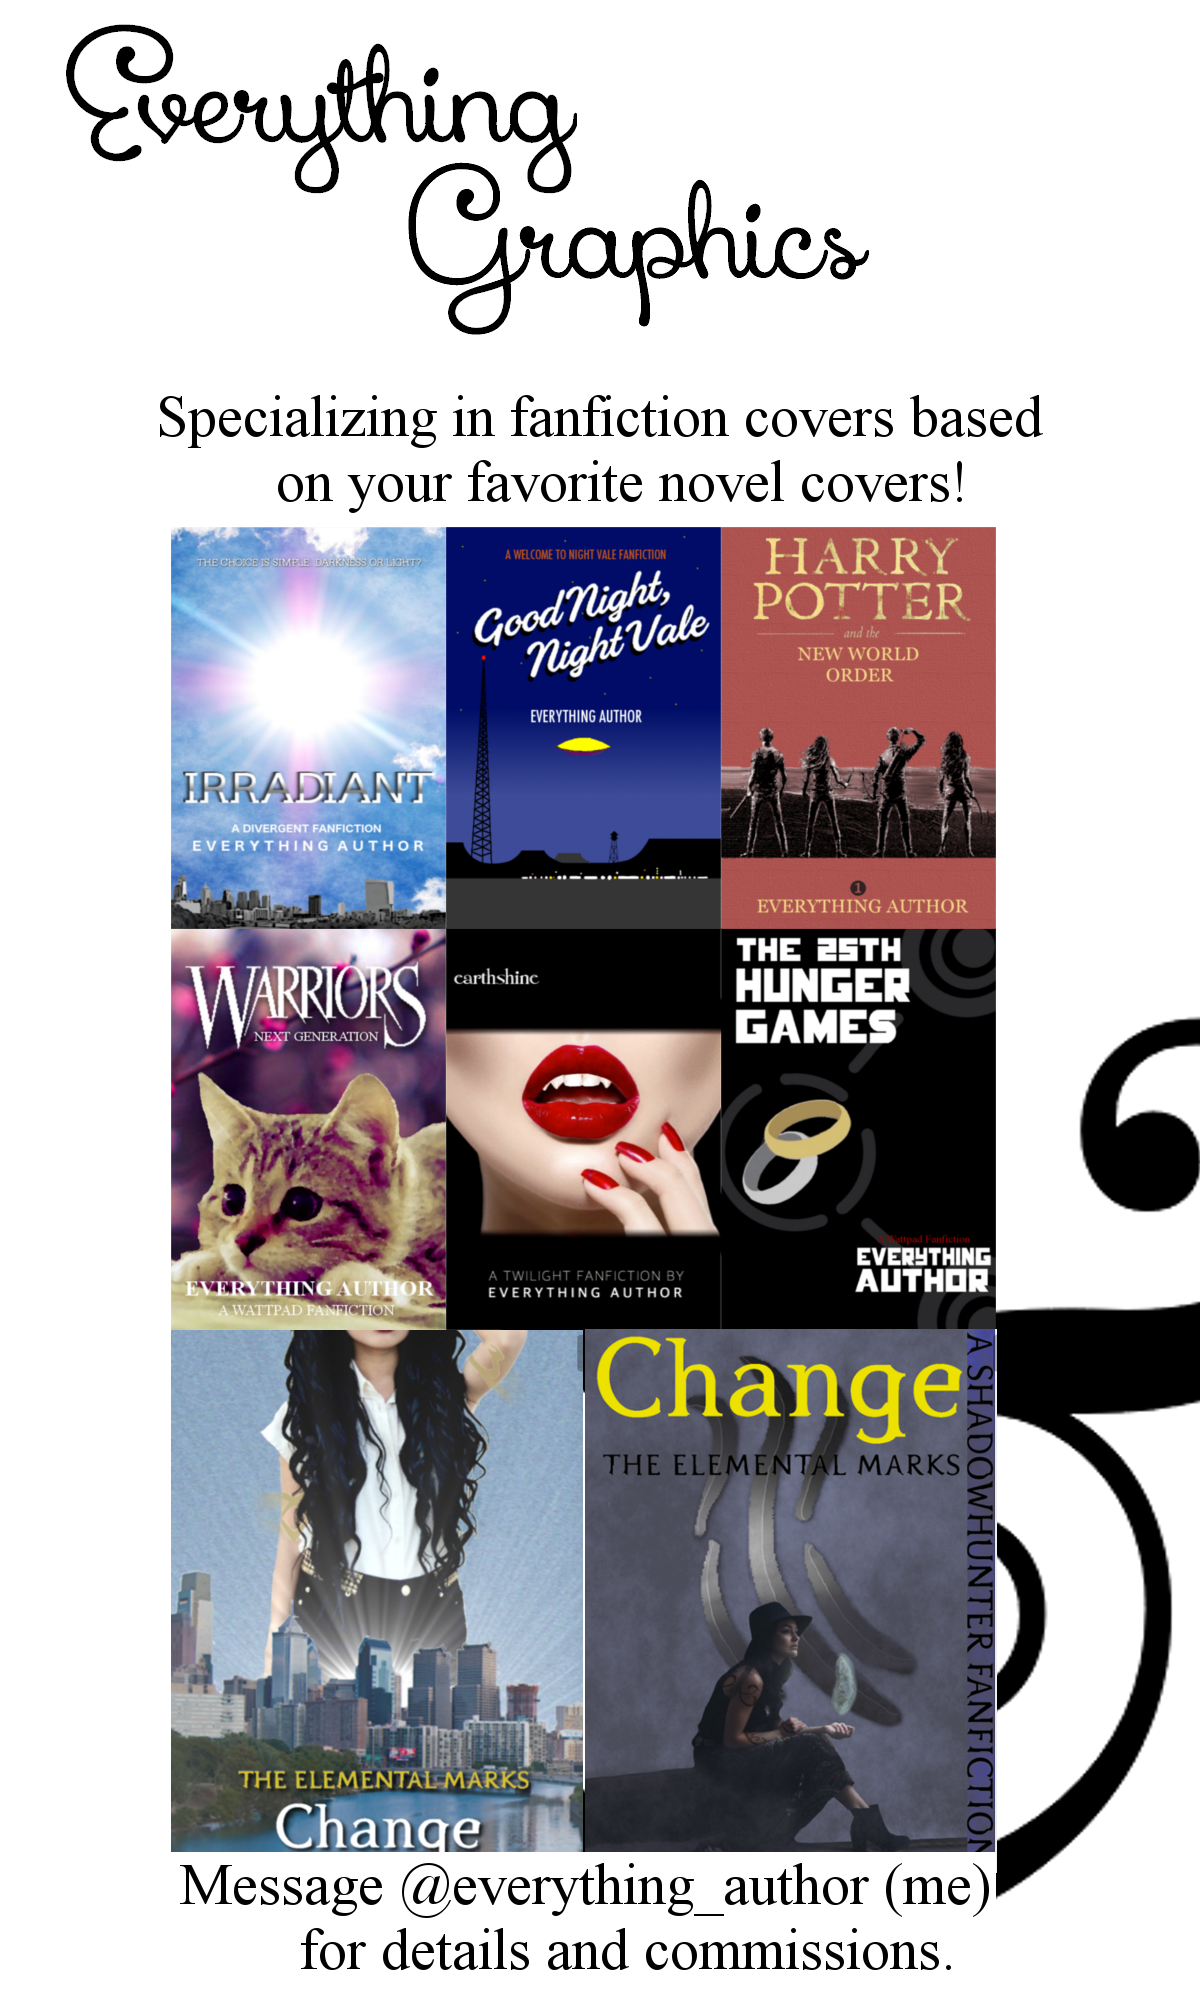 Everything
Graphics
Specializing in fanfiction covers based
on your favorite novel covers!
THE CHOICE IS SIMPLE: DARKNESS OR LIGHT?
IRRADIANT
A DIVERGENT FANFICTION
EVERYTHING AUTHOR
A WELCOME TO NIGHT VALE FANFICTION
Good Night,
Night Vale
EVERYTHING AUTHOR
HARRY
POTTER
and the
NEW WORLD
ORDER
1
EVERYTHING AUTHOR
WARRIORS
NEXT GENERATION
EVERYTHING AUTHOR
A WATTPAD FANFICTION
earthshine
A TWILIGHT FANFICTION BY
EVERYTHING AUTHOR
THE 25TH
HUNGER
GAMES
A Wattpad Fanfiction
EVERYTHING
AUTHOR
THE ELEMENTAL MARKS
Change
Change
THE ELEMENTAL MARKS
A SHADOWHUNTER FANFICTION
Message @everything_author (me)
for details and commissions.